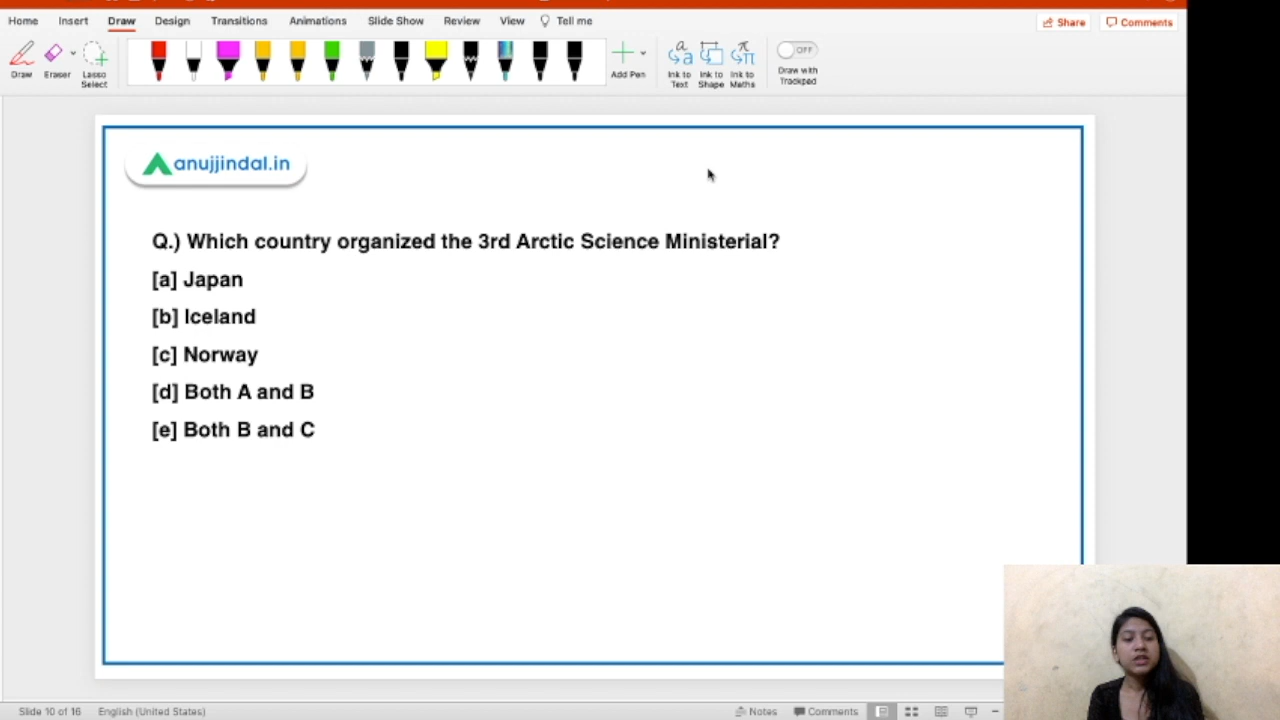 Home Insert Draw Design Transitions Animations Slide Show Review View Tell me
Share Comments
Draw Eraser Lasso Select
Add Pen
Ink to Text Ink to Shape Ink to Maths
OFF
Draw with Trackpad
anujjindal.in
Q.) Which country organized the 3rd Arctic Science Ministerial?
[a] Japan
[b] Iceland
[c] Norway
[d] Both A and B
[e] Both B and C
Slide 10 of 16 English (United States) Notes Comments